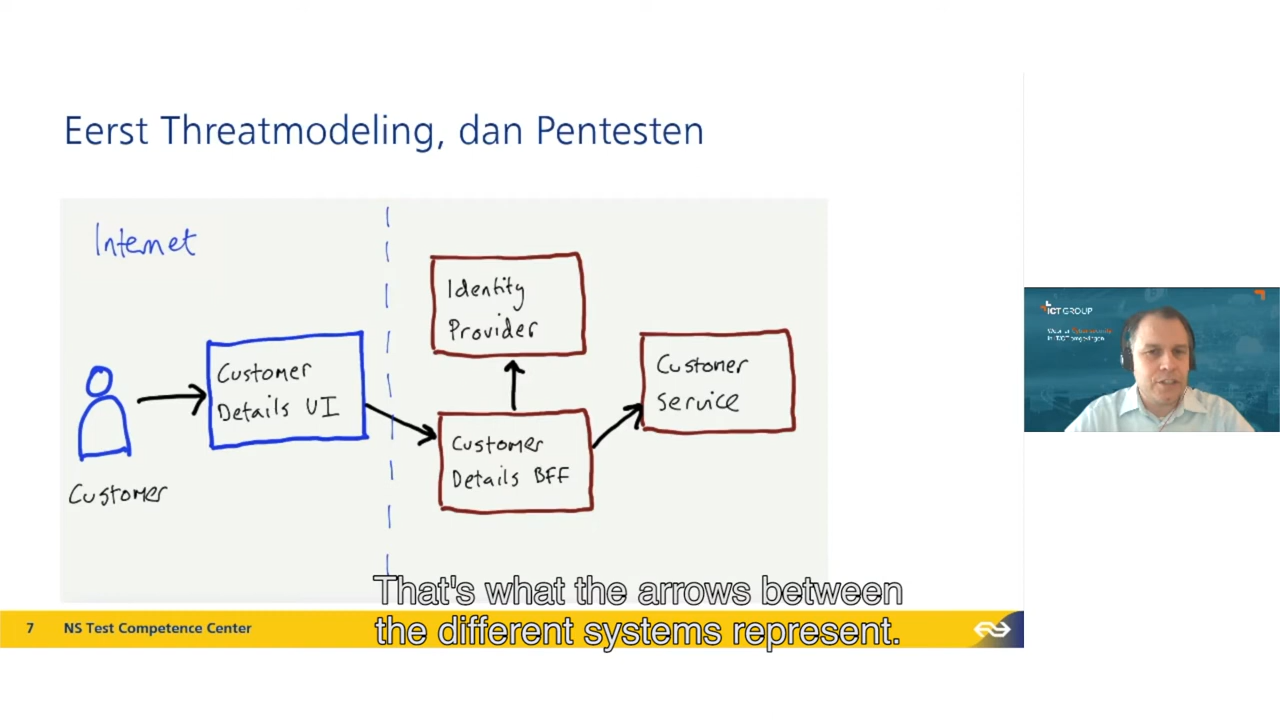 Eerst Threatmodeling, dan Pentesten
Internet
Identity
Provider
Customer
Details UI
Customer
Service
Customer
Details BFF
Customer
ICT GROUP
That's what the arrows between
the different systems represent.
7 NS Test Competence Center